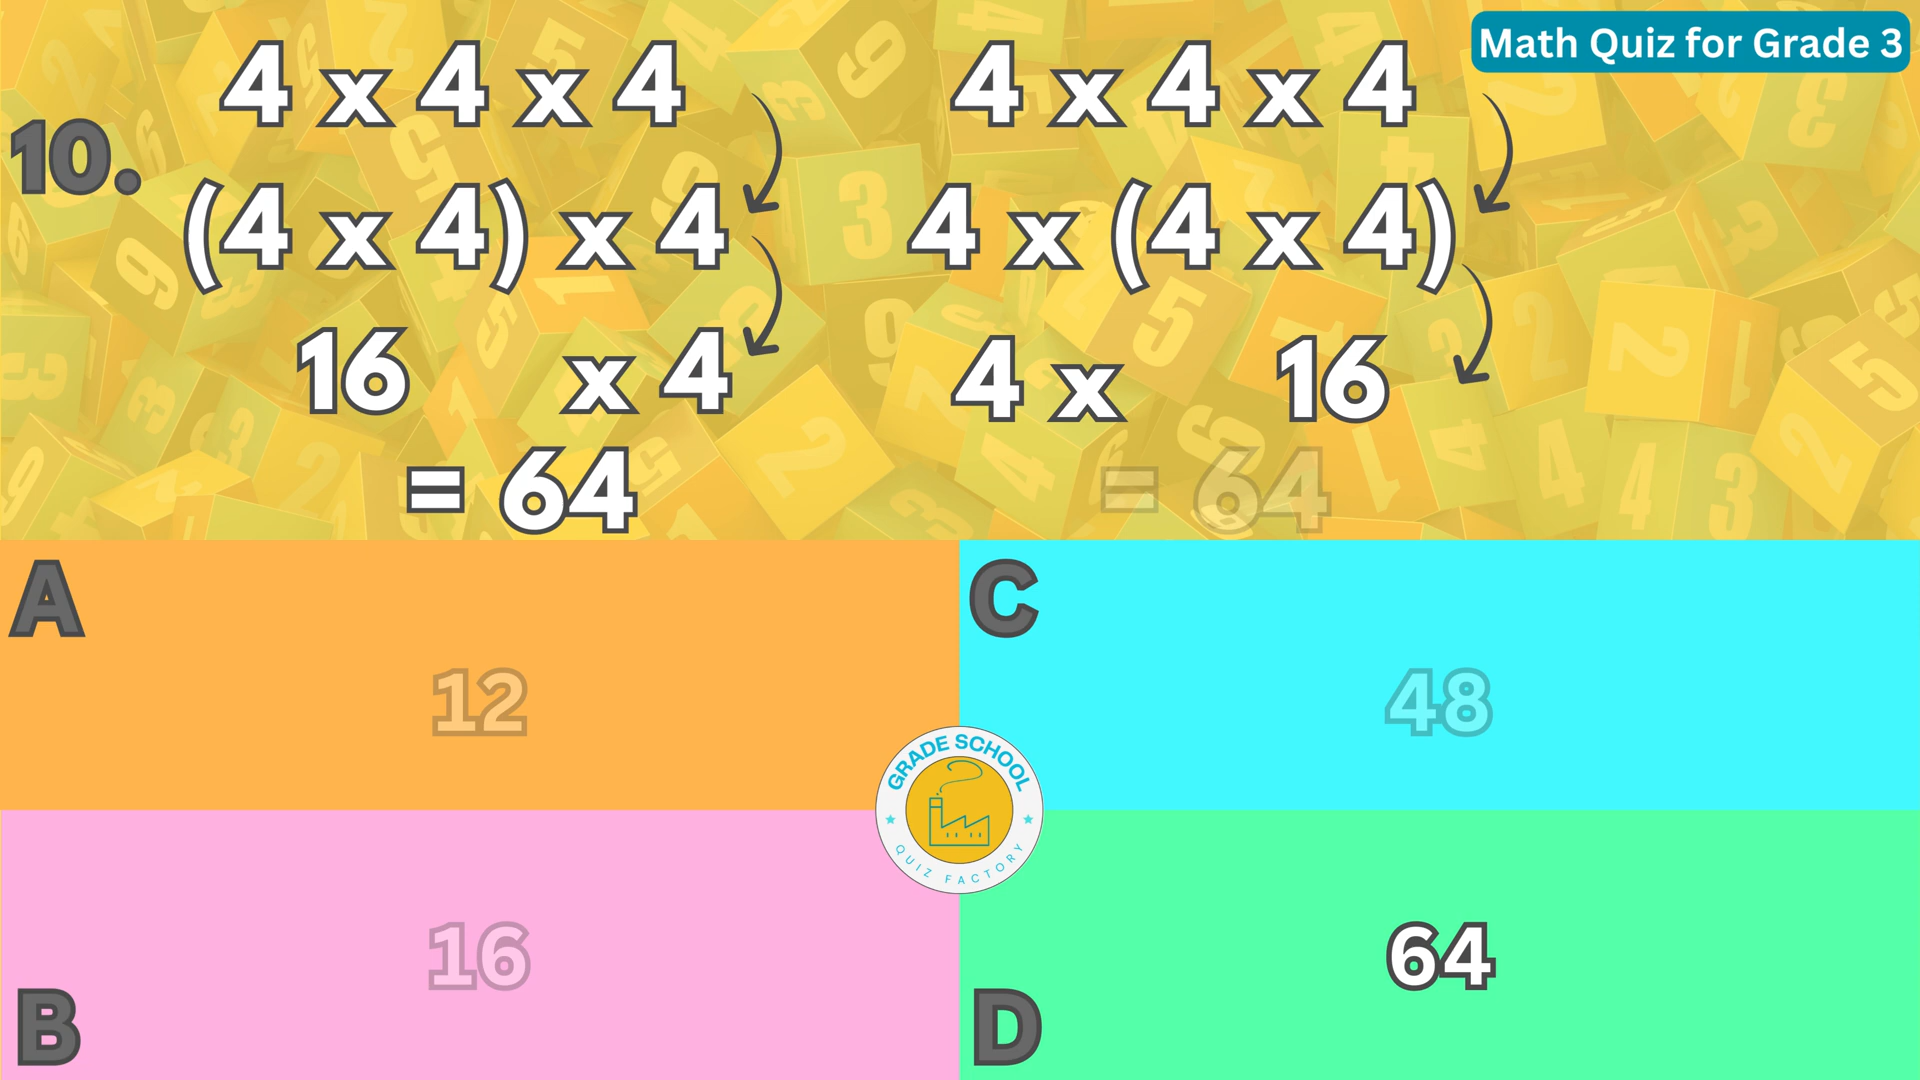 Math Quiz for Grade 3
10.
4 x 4 x 4
(4 x 4) x 4
16 x 4
= 64
4 x 4 x 4
4 x (4 x 4)
4 x 16
= 64
A
12
B
16
C
48
D
64
GRADE SCHOOL
QUIZ FACTORY